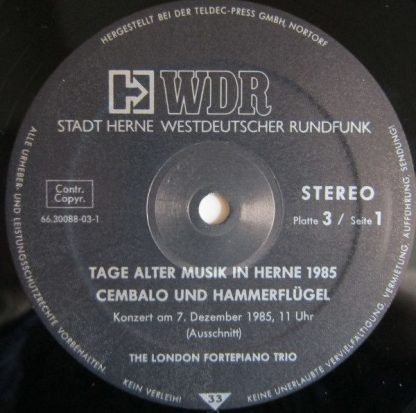 HERGESTELLT BEI DER TELDEC-PRESS GMBH, NORTORF
WDR
STADT HERNE WESTDEUTSCHER RUNDFUNK
Contr.
Copyr.
66.30088-03-1
STEREO
Platte 3 / Seite 1
TAGE ALTER MUSIK IN HERNE 1985
CEMBALO UND HAMMERFLÜGEL
Konzert am 7. Dezember 1985, 11 Uhr
(Ausschnitt)
THE LONDON FORTEPIANO TRIO
ALLE URHEBER- UND LEISTUNGSSCHUTZRECHTE VORBEHALTEN
KEIN VERLEIH!
33
KEINE UNERLAUBTE VERVIELFÄLTIGUNG, VERMIETUNG, AUFFÜHRUNG, SENDUNG!